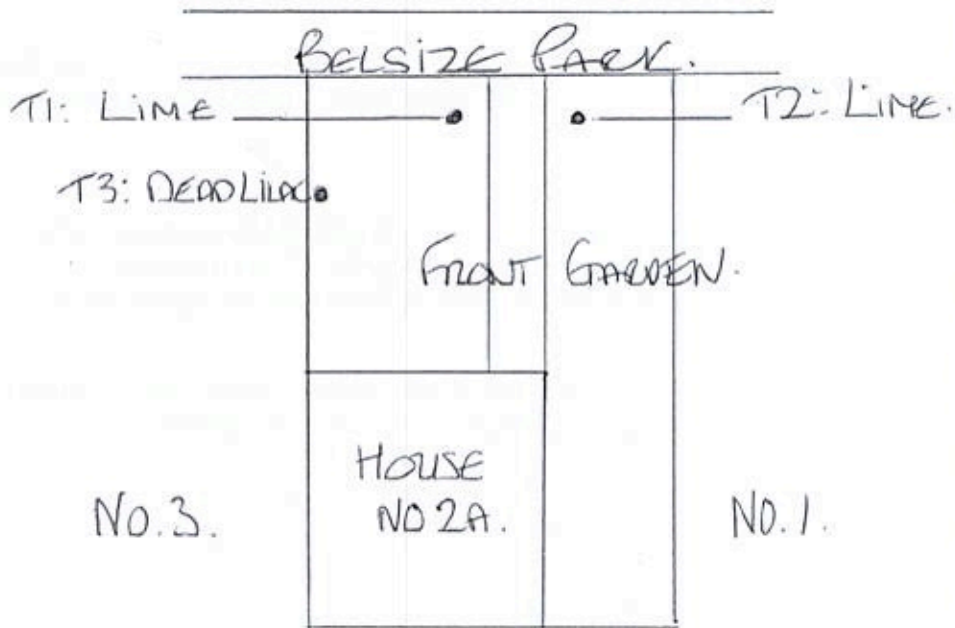 BELSIZE PARK.
T1: LIME
T2: LIME.
T3: DEAD LILAC
FRONT GARDEN.
HOUSE
NO 2A.
NO. 3.
NO. 1.